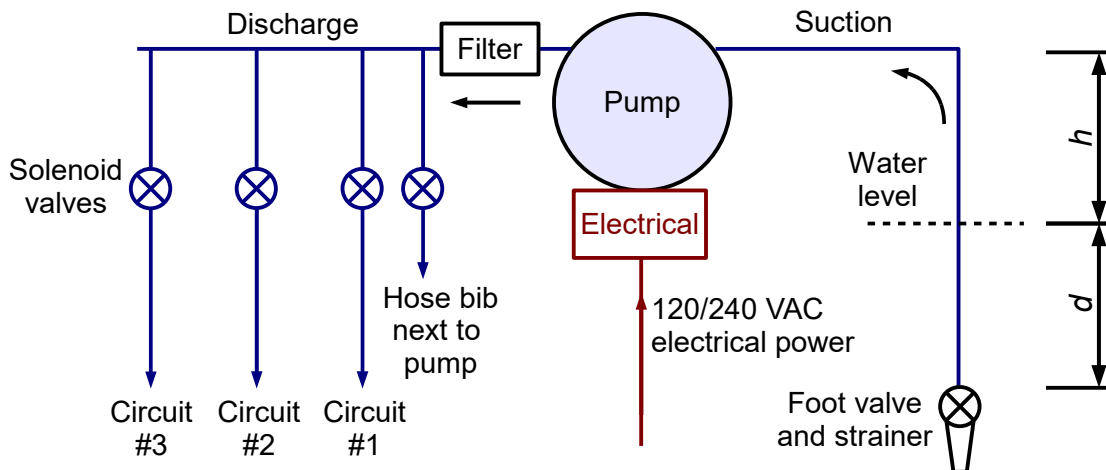 Discharge
Filter
Pump
Suction
h
Solenoid
valves
Water
level
Electrical
Hose bib
next to
pump
120/240 VAC
electrical power
d
Circuit
#3
Circuit
#2
Circuit
#1
Foot valve
and strainer